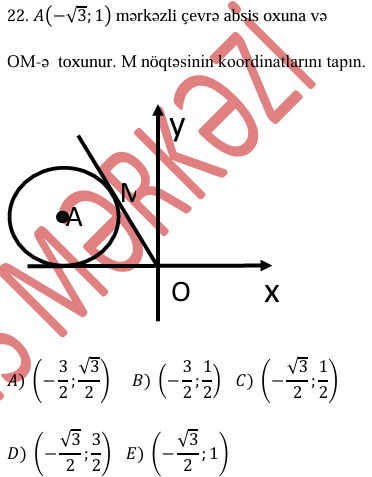 22. A(−√3; 1) mərkəzli çevrə absis oxuna və
OM-ə toxunur. M nöqtəsinin koordinatlarını tapın.
y
M
A
O
x
A) (−3/2; √3/2) B) (−3/2; 1/2) C) (−√3/2; 1/2)
D) (−√3/2; 3/2) E) (−√3/2; 1)
MƏRKƏZİ